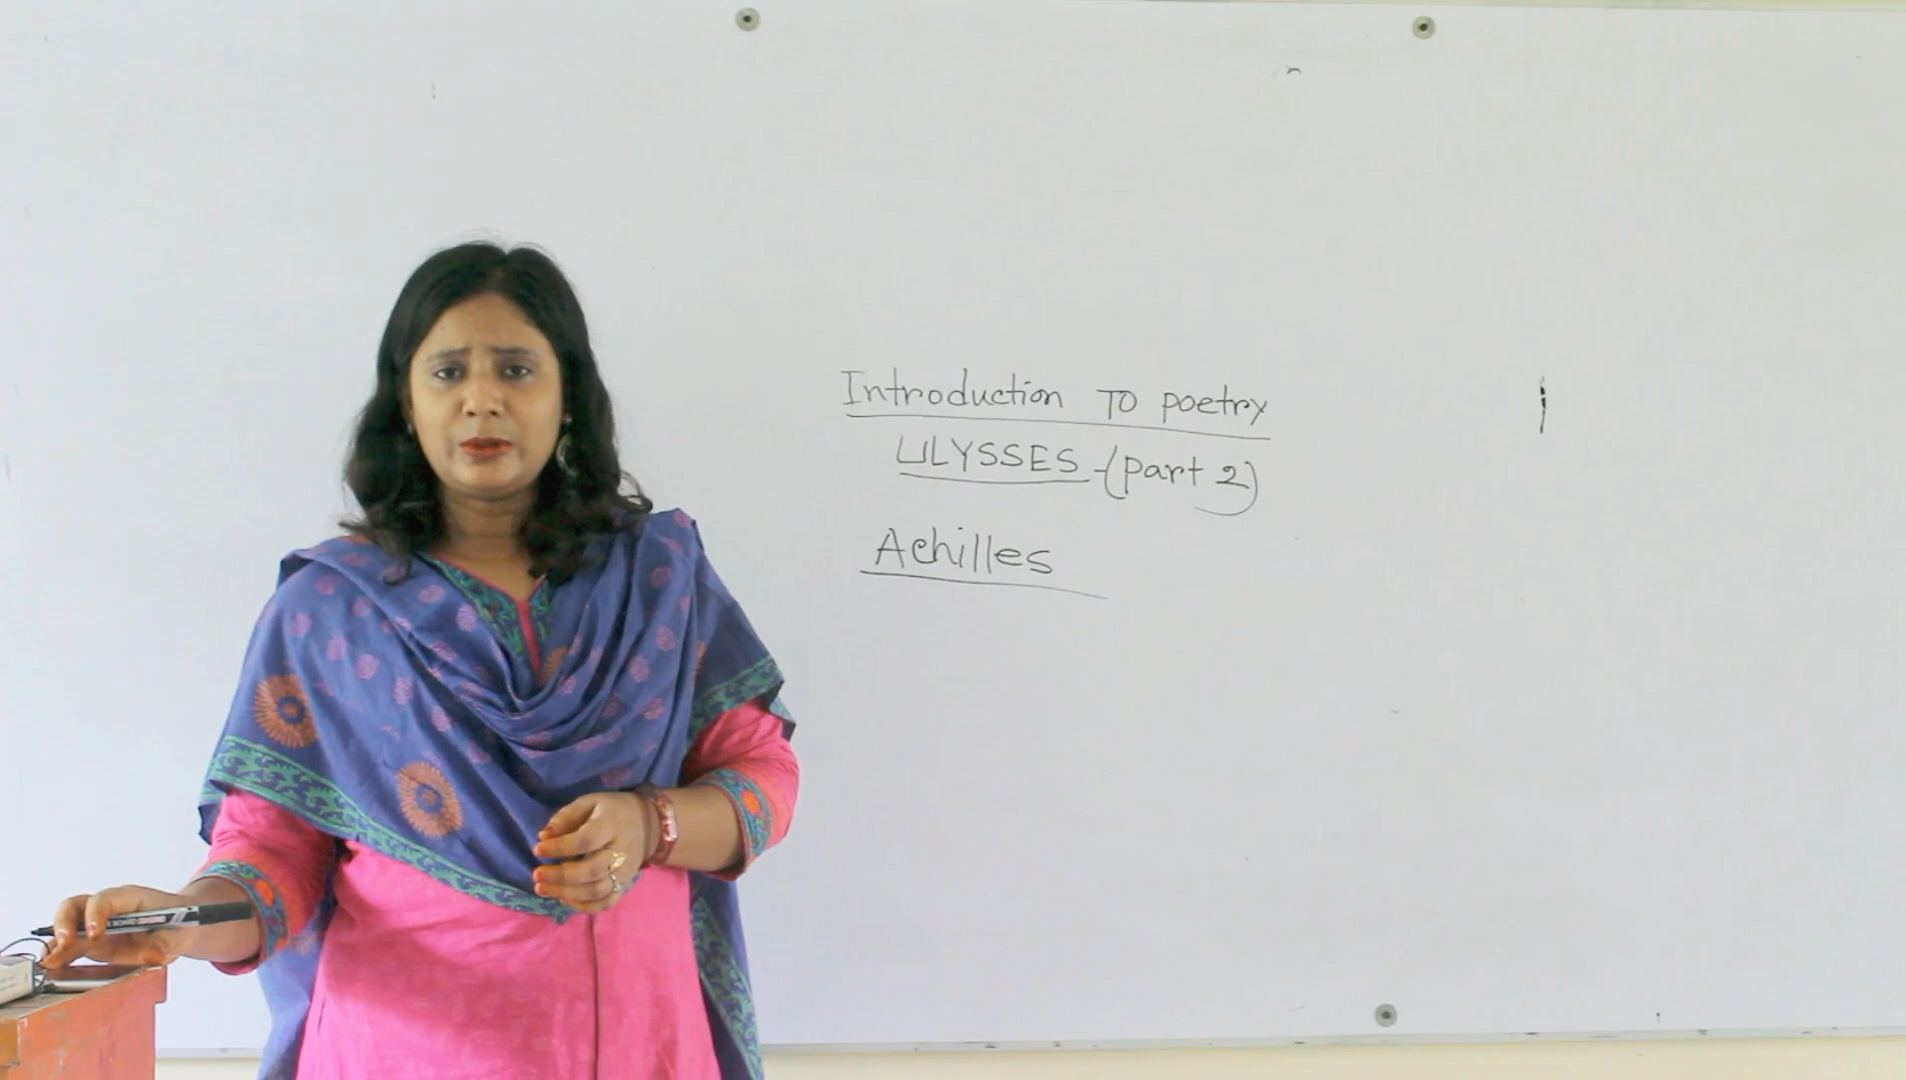 Introduction TO poetry
ULYSSES -(part 2)
Achilles